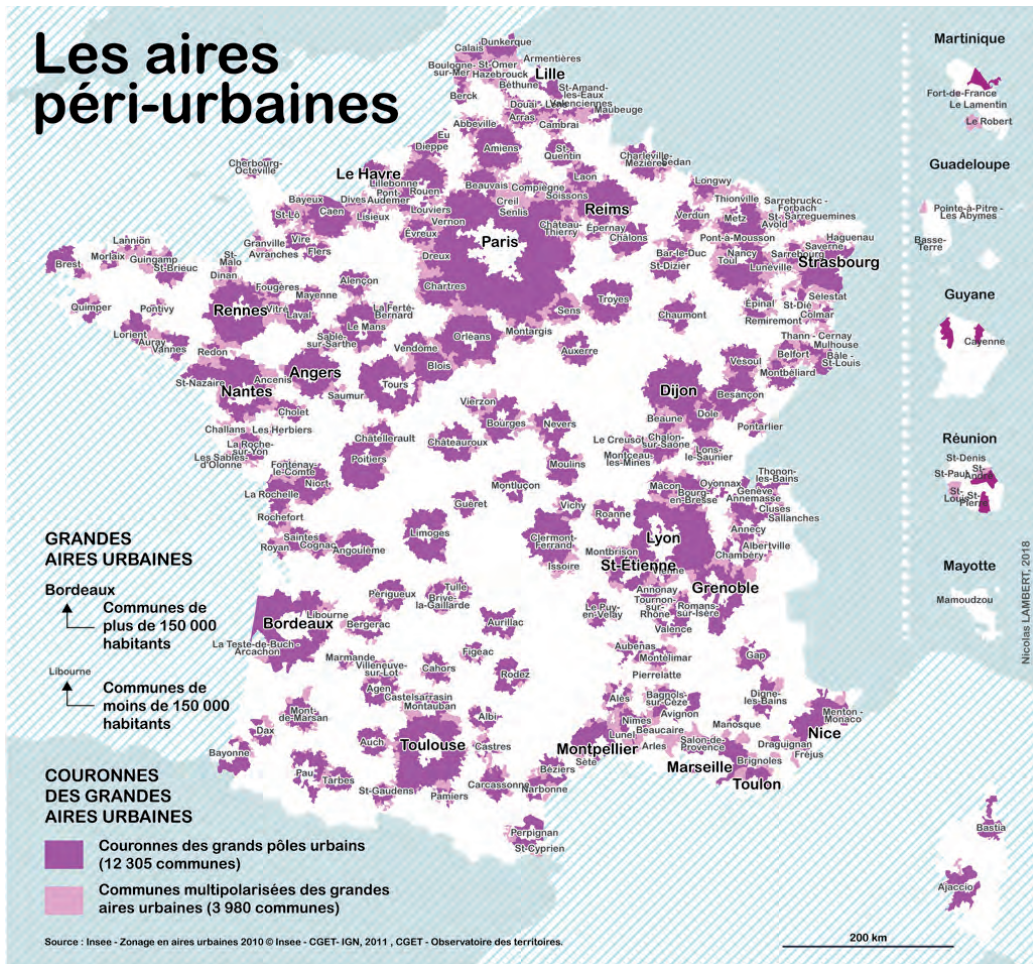 Les aires
péri-urbaines
Dunkerque
Calais
Armentières
Boulogne-
sur-Mer
St-Omer
Hazebrouck
Lille
Béthune
St-Amand-
les-Eaux
Berck
Douai - Lens
Valenciennes
Maubeuge
Arras
Cambrai
Abbeville
Eu
Dieppe
Amiens
St-
Quentin
Charleville-
Mézières
Sedan
Cherbourg-
Octeville
Le Havre
Lillebonne
Pont-
Audemer
Rouen
Beauvais
Compiègne
Laon
Soissons
Longwy
Thionville
Sarrebruckc -
Forbach
Bayeux
Dives
Louviers
Creil
Senlis
Reims
Verdun
Metz
St-
Avold
Sarreguemines
St-Lô
Caen
Lisieux
Vernon
Château-
Thierry
Épernay
Haguenau
Évreux
Paris
Châlons
Pont-à-Mousson
Saverne
Granville
Vire
Avranches
Flers
Dreux
Bar-le-Duc
Nancy
Sarrebourg
Strasbourg
Lannion
Morlaix
Guingamp
St-Brieuc
St-
Malo
St-Dizier
Toul
Lunéville
Brest
Dinan
Alençon
Chartres
Sélestat
Fougères
Mayenne
Troyes
Épinal
St-Dié
Colmar
Quimper
Pontivy
Rennes
Vitré
Laval
La Ferté-
Bernard
Le Mans
Sens
Chaumont
Remiremont
Lorient
Auray
Vannes
Sablé-
sur-Sarthe
Orléans
Montargis
Thann - Cernay
Mulhouse
Redon
Vendôme
Auxerre
Belfort
Bâle -
St-Louis
Blois
Vésoul
Montbéliard
St-Nazaire
Ancenis
Angers
Tours
Nantes
Saumur
Dijon
Besançon
Cholet
Vierzon
Bourges
Nevers
Beaune
Dole
Pontarlier
Challans
Les Herbiers
La Roche-
sur-Yon
Châtellerault
Châteauroux
Le Creusot
Chalon-
sur-Saône
Montceau-
les-Mines
Lons-
le-Saunier
Les Sables-
d'Olonne
Fontenay-
le-Comte
Poitiers
Moulins
Thonon-
les-Bains
Niort
Montluçon
Mâcon
Oyonnax
Bourg-
en-Bresse
Genève
Annemasse
La Rochelle
Guéret
Vichy
Roanne
Cluses
Sallanches
Rochefort
Limoges
Clermont-
Ferrand
Lyon
Annecy
Saintes
Cognac
Royan
Angoulême
Montbrison
Albertville
Chambéry
Issoire
St-Étienne
Vienne
Périgueux
Tulle
Brive-
la-Gaillarde
Annonay
Grenoble
Libourne
Bergerac
Le Puy-
en-Velay
Tournon-
sur-
Rhône
Romans-
sur-Isère
Bordeaux
Aurillac
Valence
La Teste-de-Buch -
Arcachon
Marmande
Figeac
Aubenas
Montélimar
Villeneuve-
sur-Lot
Cahors
Gap
Rodez
Pierrelatte
Agen
Castelsarrasin
Montauban
Mont-
de-Marsan
Alès
Bagnols-
sur-Cèze
Digne-
les-Bains
Dax
Albi
Nîmes
Avignon
Menton -
Monaco
Auch
Toulouse
Castres
Lunel
Beaucaire
Manosque
Nice
Bayonne
Montpellier
Arles
Salon-de-
Provence
Draguignan
Fréjus
Pau
Tarbes
Béziers
Sète
Marseille
Brignoles
St-Gaudens
Pamiers
Carcassonne
Narbonne
Toulon
Perpignan
St-Cyprien
Bastia
Ajaccio
Martinique
Fort-de-France
Le Lamentin
Le Robert
Guadeloupe
Pointe-à-Pitre -
Les Abymes
Basse-
Terre
Guyane
Cayenne
Réunion
St-Denis
St-Paul
St-
André
St-
Louis
St-
Pierre
Mayotte
Mamoudzou
Nicolas LAMBERT, 2018
GRANDES
AIRES URBAINES
Bordeaux
Communes de
plus de 150 000
habitants
Libourne
Communes de
moins de 150 000
habitants
COURONNES
DES GRANDES
AIRES URBAINES
Couronnes des grands pôles urbains
(12 305 communes)
Communes multipolarisées des grandes
aires urbaines (3 980 communes)
Source : Insee - Zonage en aires urbaines 2010 © Insee - CGET- IGN, 2011 , CGET - Observatoire des territoires.
200 km